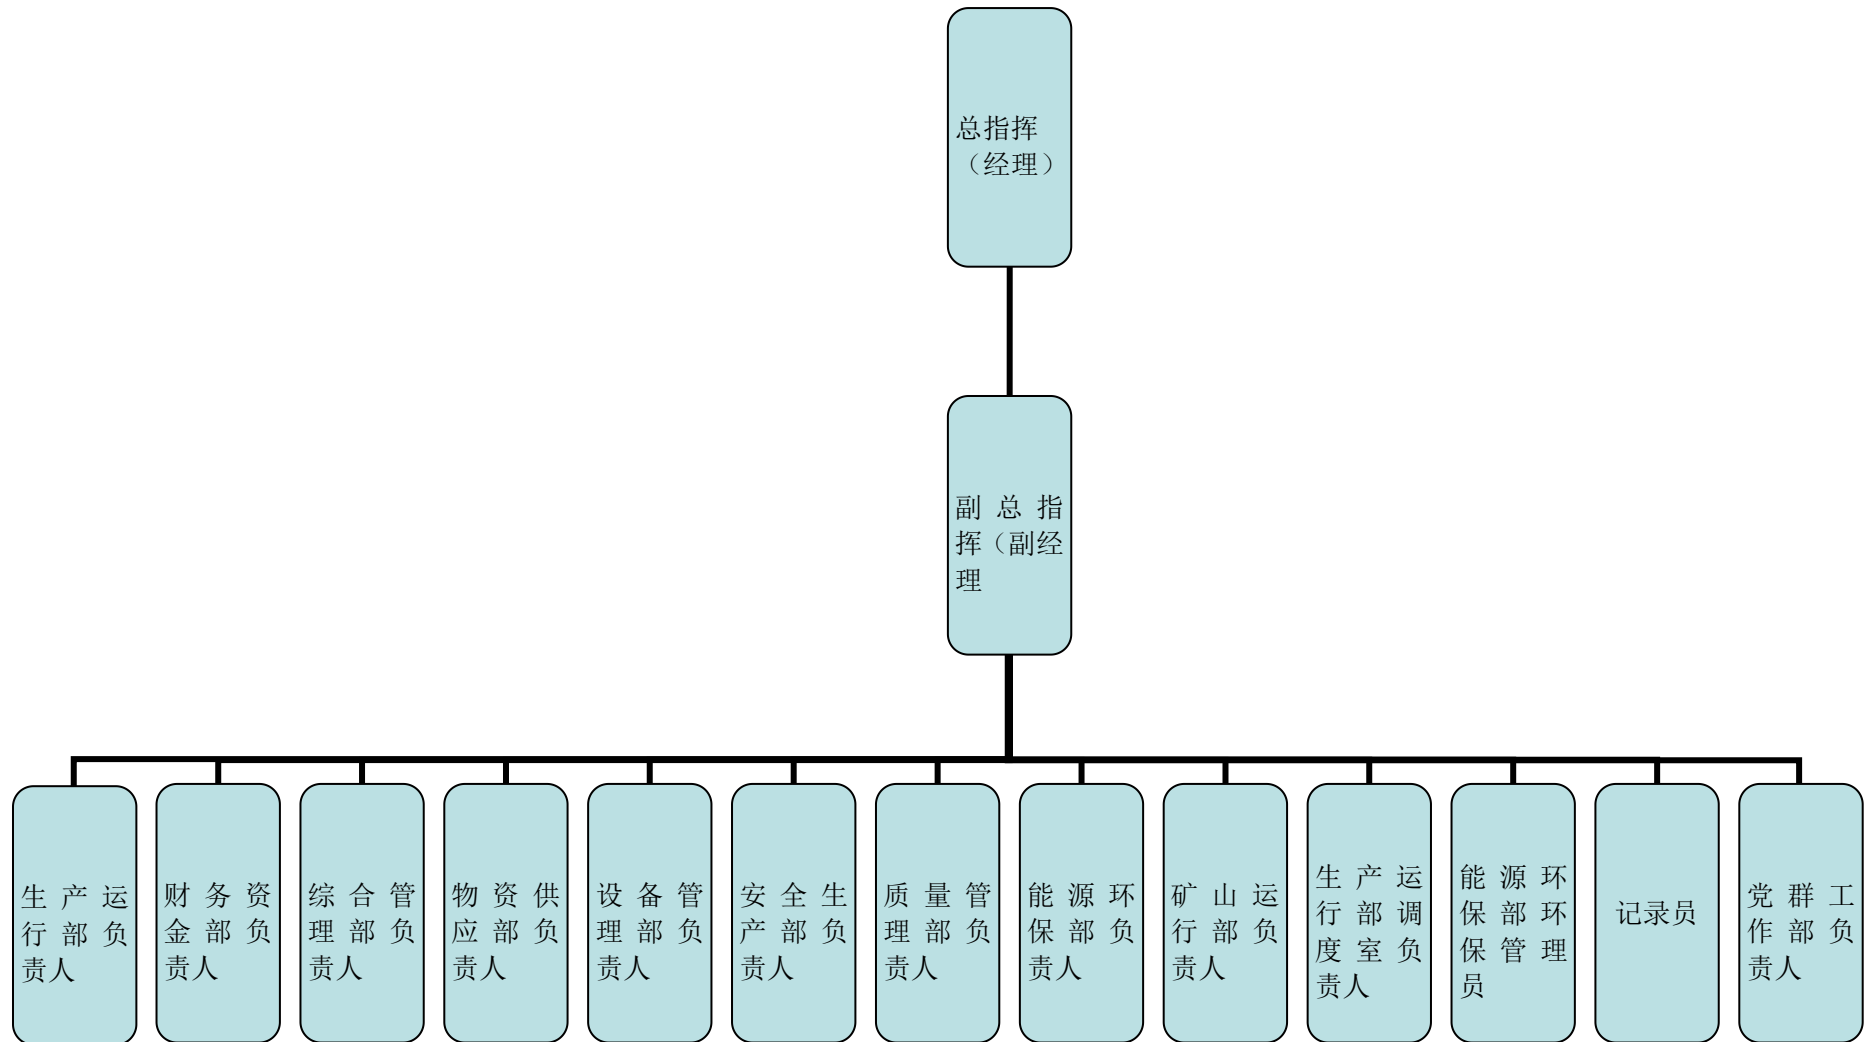 总指挥
（经理）
副总指
挥（副经
理
生产运
行部负
责人
财务资
金部负
责人
综合管
理部负
责人
物资供
应部负
责人
设备管
理部负
责人
安全生
产部负
责人
质量管
理部负
责人
能源环
保部负
责人
矿山运
行部负
责人
生产运
行部调
度室负
责人
能源环
保部环
保管理
员
记录员
党群工
作部负
责人